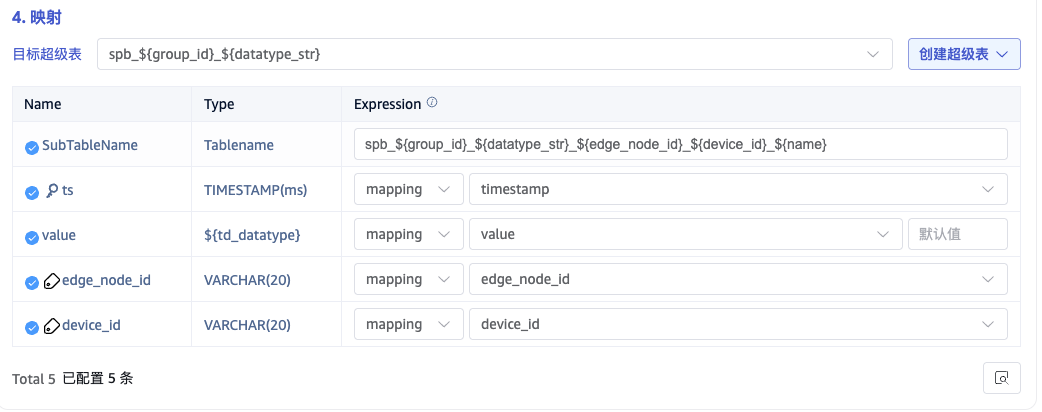 4. 映射
目标超级表 spb_${group_id}_${datatype_str} 创建超级表
Name Type Expression
SubTableName Tablename spb_${group_id}_${datatype_str}_${edge_node_id}_${device_id}_${name}
ts TIMESTAMP(ms) mapping timestamp
value ${td_datatype} mapping value 默认值
edge_node_id VARCHAR(20) mapping edge_node_id
device_id VARCHAR(20) mapping device_id
Total 5 已配置 5 条